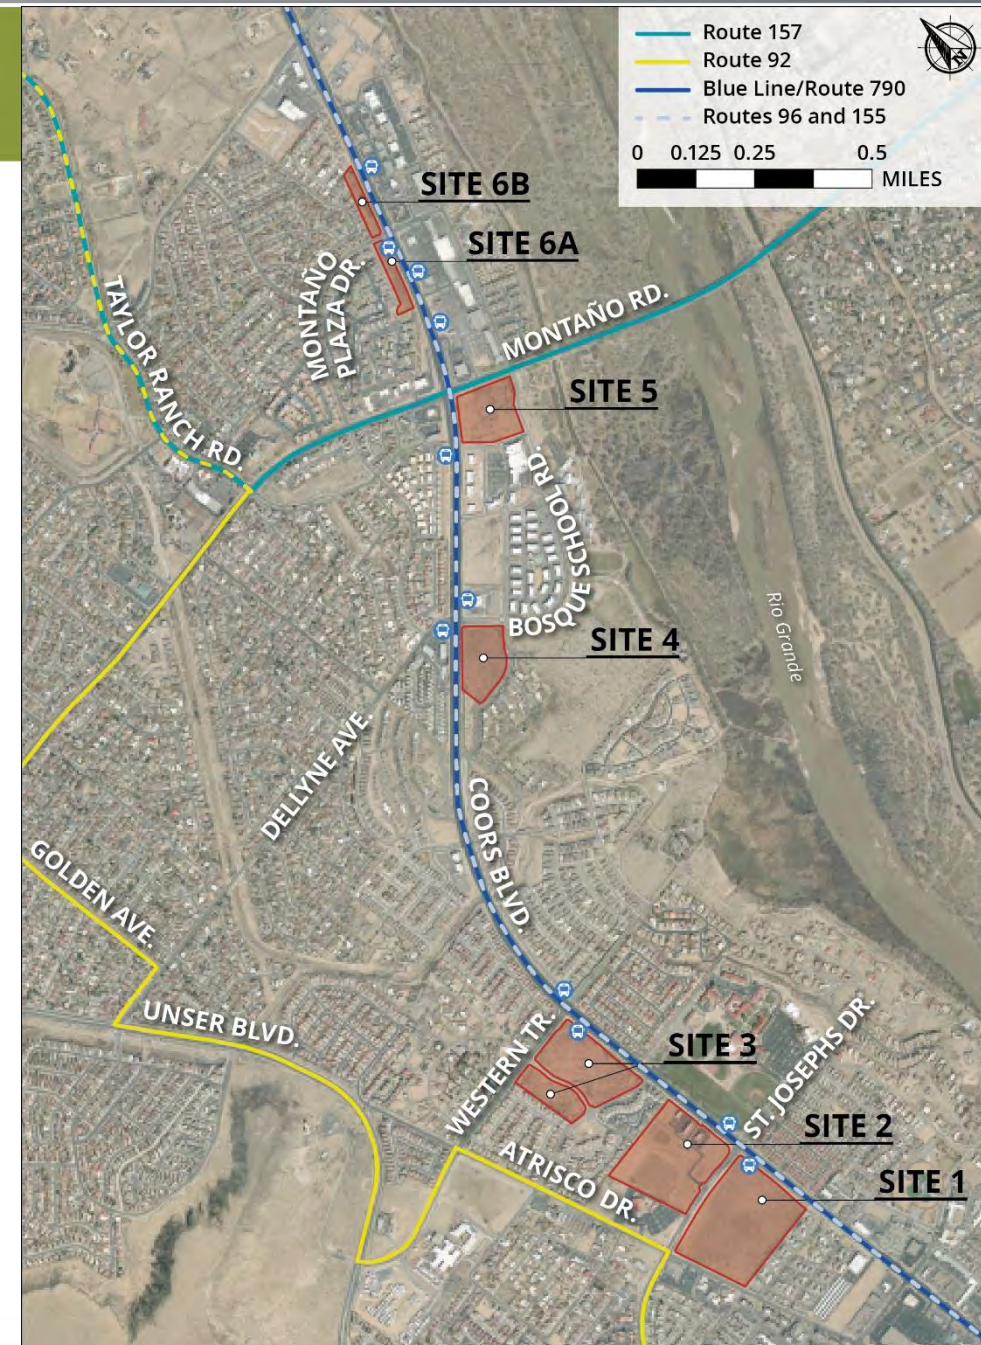 Route 157
Route 92
Blue Line/Route 790
Routes 96 and 155
0 0.125 0.25 0.5
MILES
N
SITE 6B
SITE 6A
MONTAÑO
PLAZA DR.
MONTAÑO RD.
TAYLOR RANCH RD.
SITE 5
BOSQUE SCHOOL RD.
Rio Grande
SITE 4
DELLYNE AVE.
COORS BLVD.
GOLDEN AVE.
UNSER BLVD.
WESTERN TR.
SITE 3
ST. JOSEPHS DR.
SITE 2
ATRISCO DR.
SITE 1